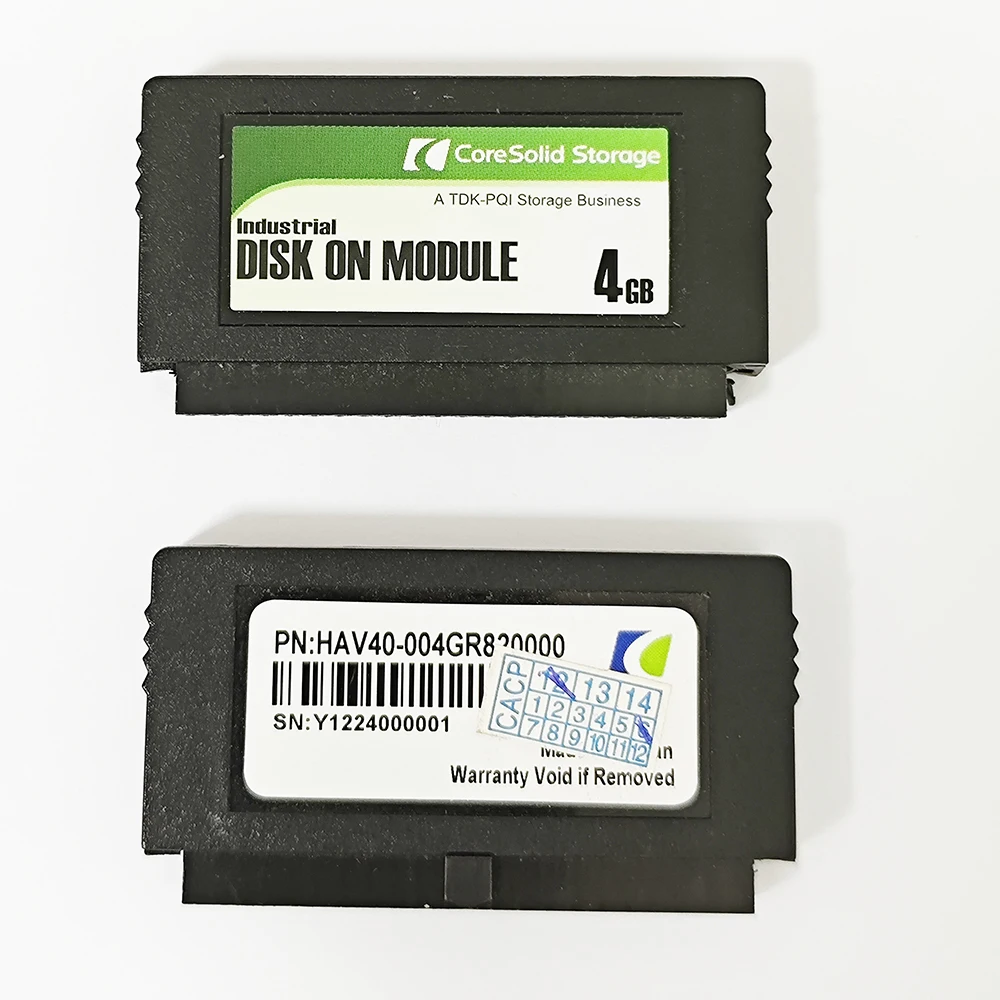 CoreSolid Storage
A TDK-PQI Storage Business
Industrial
DISK ON MODULE
4GB
PN:HAV40-004GR820000
SN:Y1224000001
CACP
12 13 14
1 2 3 4 5 6
7 8 9 10 11 12
Warranty Void if Removed